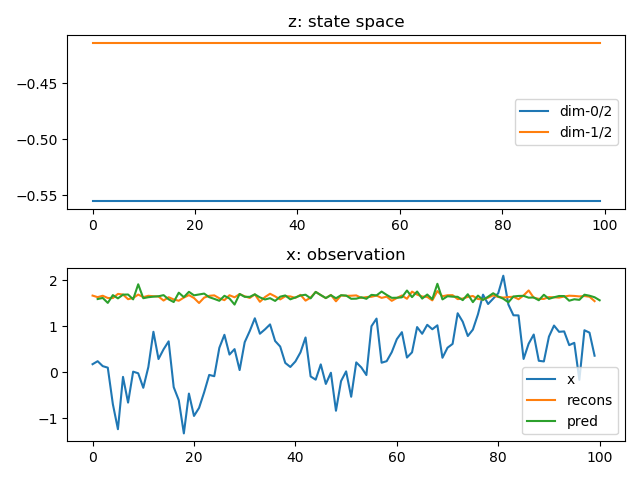 z: state space
−0.45
−0.50
−0.55
dim-0/2
dim-1/2
0 20 40 60 80 100
x: observation
2
1
0
−1
x
recons
pred
0 20 40 60 80 100